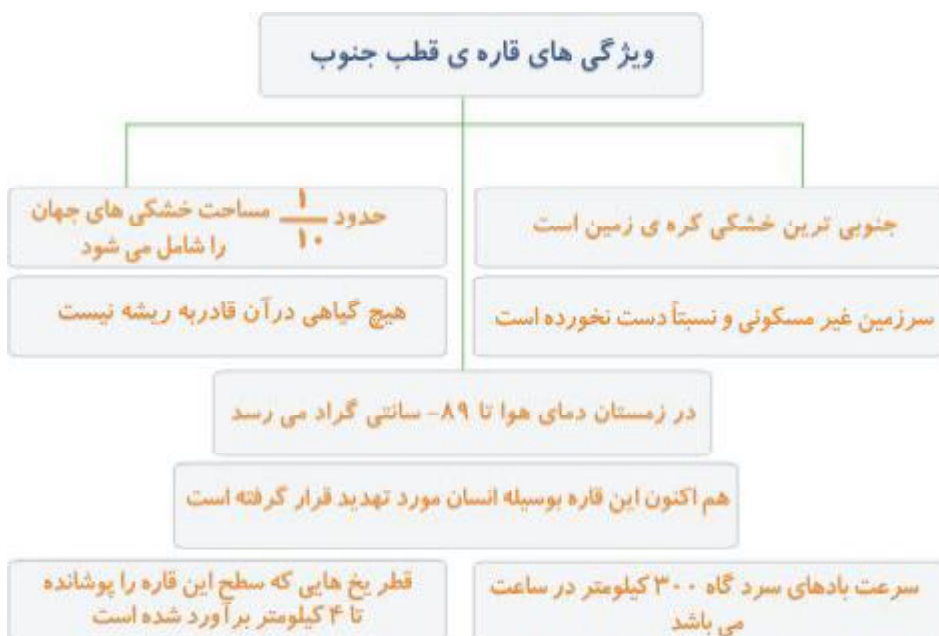 ویژگی های قاره ی قطب جنوب
جنوبی ترین خشکی کره ی زمین است
حدود ۱/۱۰ مساحت خشکی های جهان
را شامل می شود
سرزمین غیر مسکونی و نسبتاً دست نخورده است
هیچ گیاهی درآن قادربه ریشه نیست
در زمستان دمای هوا تا ۸۹- سانتی گراد می رسد
هم اکنون این قاره بوسیله انسان مورد تهدید قرار گرفته است
سرعت بادهای سرد گاه ۳۰۰ کیلومتر در ساعت
می باشد
قطر یخ هایی که سطح این قاره را پوشانده
تا ۴ کیلومتر برآورد شده است